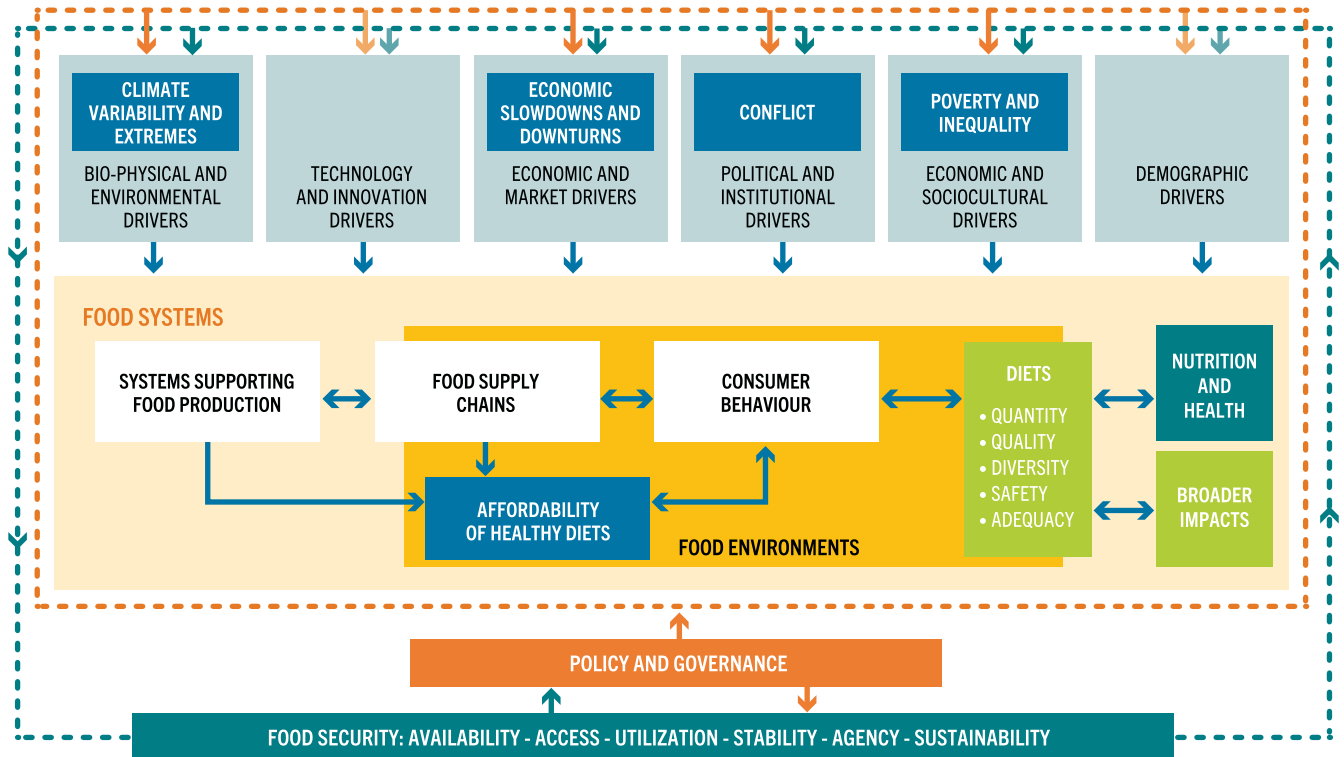 CLIMATE
VARIABILITY AND
EXTREMES
BIO-PHYSICAL AND
ENVIRONMENTAL
DRIVERS
TECHNOLOGY
AND INNOVATION
DRIVERS
ECONOMIC
SLOWDOWNS AND
DOWNTURNS
ECONOMIC AND
MARKET DRIVERS
CONFLICT
POLITICAL AND
INSTITUTIONAL
DRIVERS
POVERTY AND
INEQUALITY
ECONOMIC AND
SOCIOCULTURAL
DRIVERS
DEMOGRAPHIC
DRIVERS
FOOD SYSTEMS
SYSTEMS SUPPORTING
FOOD PRODUCTION
FOOD SUPPLY
CHAINS
CONSUMER
BEHAVIOUR
DIETS
• QUANTITY
• QUALITY
• DIVERSITY
• SAFETY
• ADEQUACY
NUTRITION
AND
HEALTH
BROADER
IMPACTS
AFFORDABILITY
OF HEALTHY DIETS
FOOD ENVIRONMENTS
POLICY AND GOVERNANCE
FOOD SECURITY: AVAILABILITY - ACCESS - UTILIZATION - STABILITY - AGENCY - SUSTAINABILITY